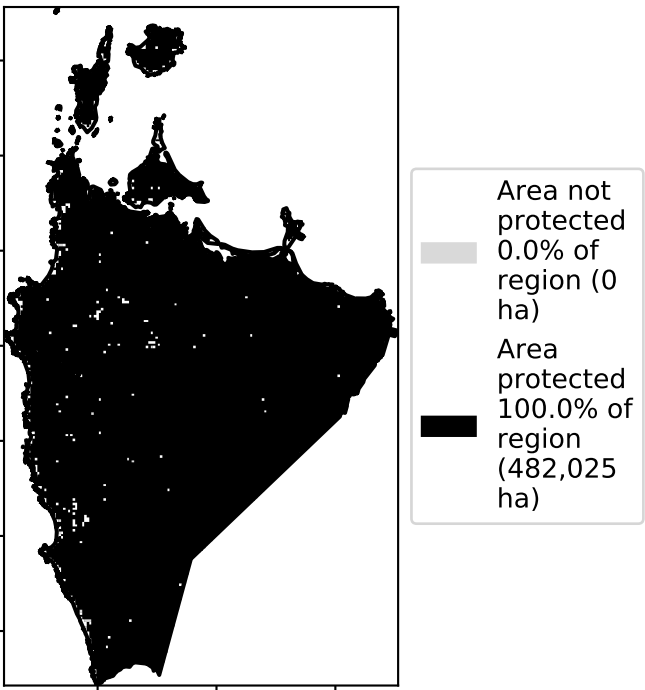 Area not
protected
0.0% of
region (0
ha)
Area
protected
100.0% of
region
(482,025
ha)